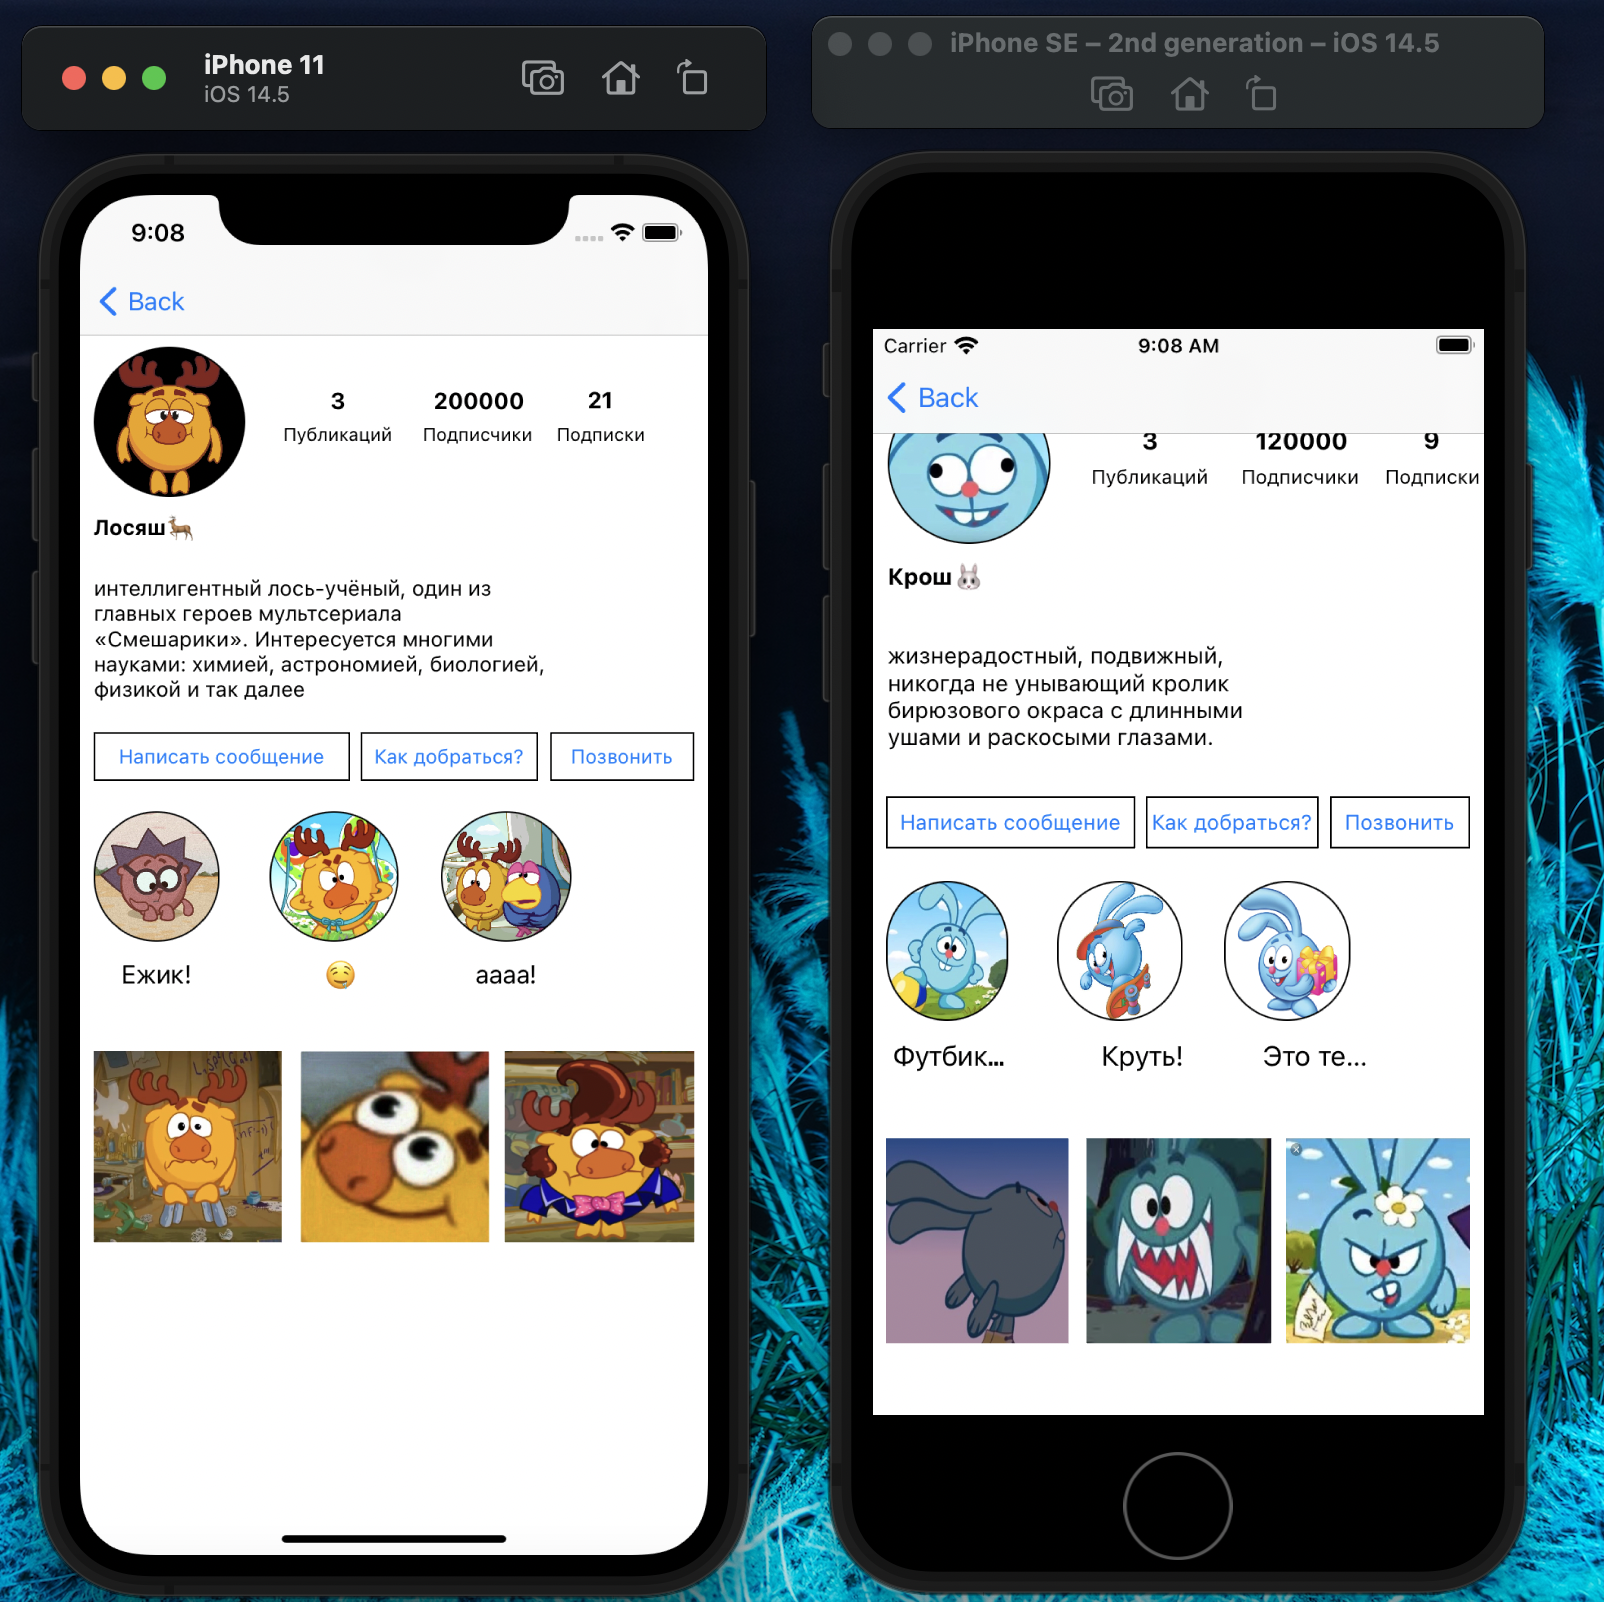 iPhone 11
iOS 14.5
9:08
Back
3
200000
21
Публикаций
Подписчики
Подписки
Лосяш🦌
интеллигентный лось-учёный, один из
главных героев мультсериала
«Смешарики». Интересуется многими
науками: химией, астрономией, биологией,
физикой и так далее
Написать сообщение
Как добраться?
Позвонить
Ежик!
🤤
аааа!
iPhone SE – 2nd generation – iOS 14.5
Carrier
9:08 AM
Back
3
120000
9
Публикаций
Подписчики
Подписки
Крош🐰
жизнерадостный, подвижный,
никогда не унывающий кролик
бирюзового окраса с длинными
ушами и раскосыми глазами.
Написать сообщение
Как добраться?
Позвонить
Футбик...
Круть!
Это те...